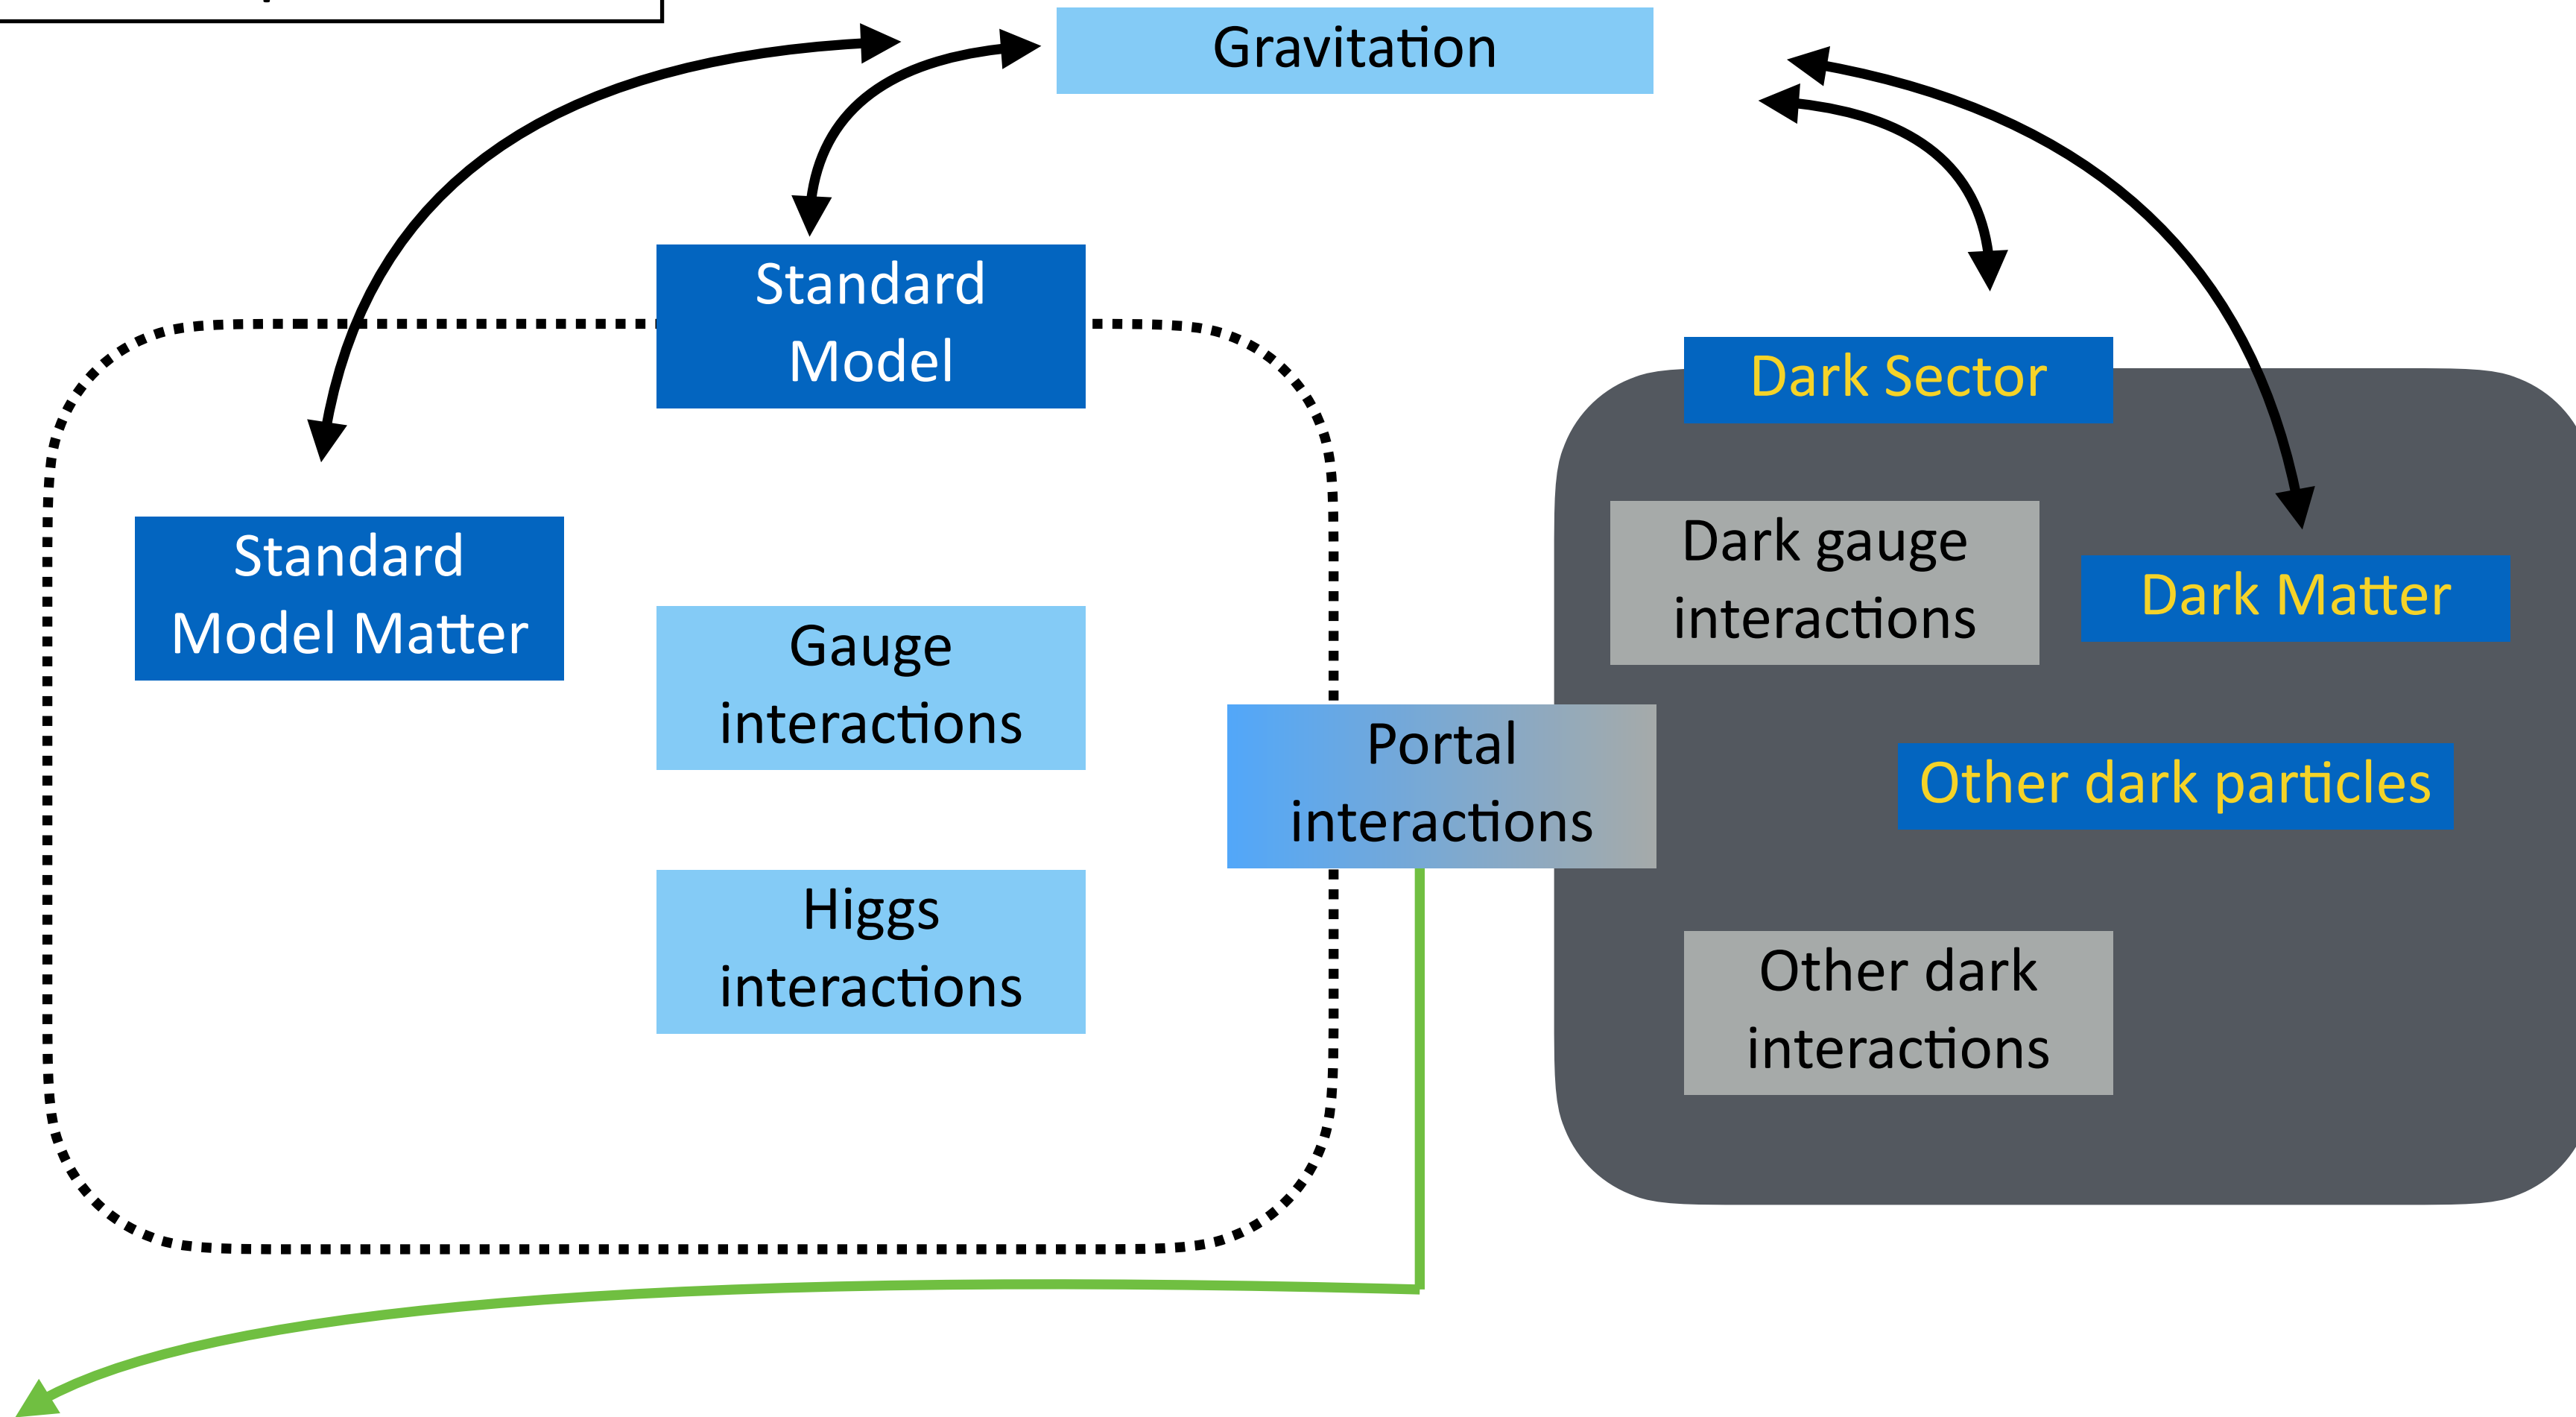 Gravitation
Standard
Model
Standard
Model Matter
Gauge
interactions
Higgs
interactions
Portal
interactions
Dark Sector
Dark gauge
interactions
Dark Matter
Other dark particles
Other dark
interactions